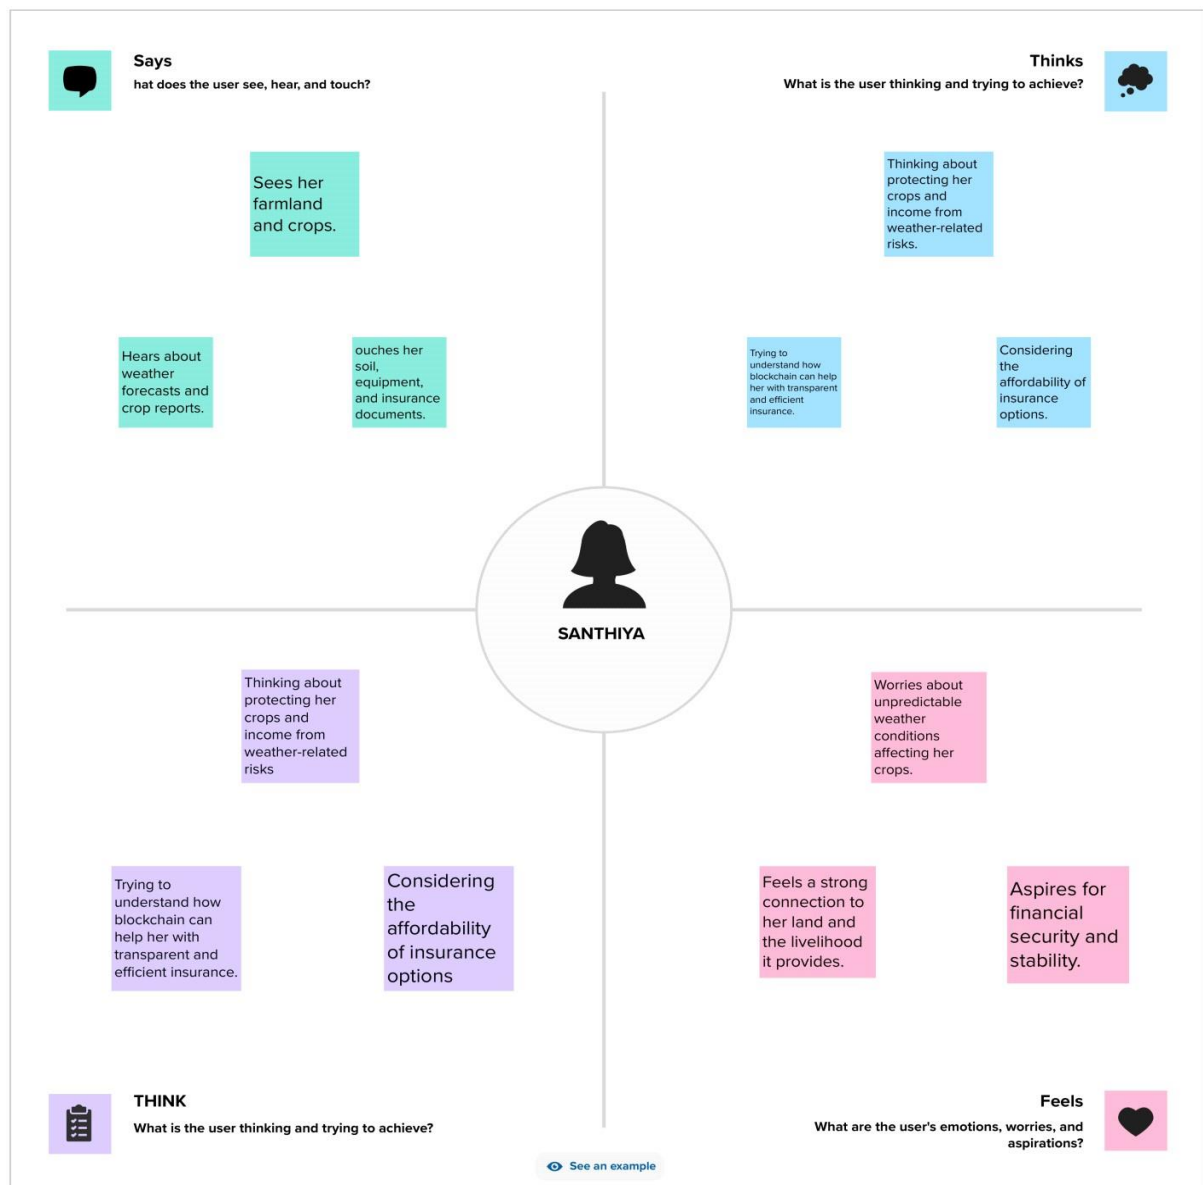 Says
hat does the user see, hear, and touch?
Sees her
farmland
and crops.
Hears about
weather
forecasts and
crop reports.
ouches her
soil,
equipment,
and insurance
documents.
Thinks
What is the user thinking and trying to achieve?
Thinking about
protecting her
crops and
income from
weather-related
risks.
Trying to
understand how
blockchain can help
her with transparent
and efficient
insurance.
Considering
the
affordability of
insurance
options.
SANTHIYA
Thinking about
protecting her
crops and
income from
weather-related
risks
Trying to
understand how
blockchain can
help her with
transparent and
efficient insurance.
Considering
the
affordability
of insurance
options
THINK
What is the user thinking and trying to achieve?
Worries about
unpredictable
weather
conditions
affecting her
crops.
Feels a strong
connection to
her land and
the livelihood
it provides.
Aspires for
financial
security and
stability.
Feels
What are the user's emotions, worries, and
aspirations?
See an example